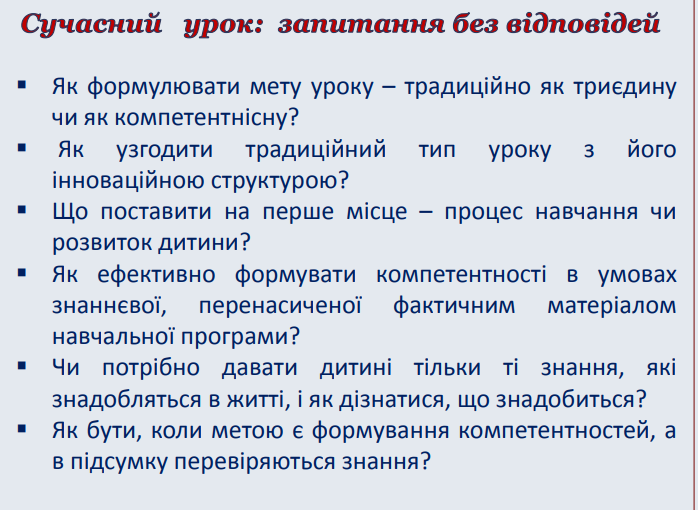 Сучасний урок: запитання без відповідей
▪ Як формулювати мету уроку – традиційно як триєдину
чи як компетентнісну?
▪ Як узгодити традиційний тип уроку з його
інноваційною структурою?
▪ Що поставити на перше місце – процес навчання чи
розвиток дитини?
▪ Як ефективно формувати компетентності в умовах
знаннєвої, перенасиченої фактичним матеріалом
навчальної програми?
▪ Чи потрібно давати дитині тільки ті знання, які
знадобляться в житті, і як дізнатися, що знадобиться?
▪ Як бути, коли метою є формування компетентностей, а
в підсумку перевіряються знання?